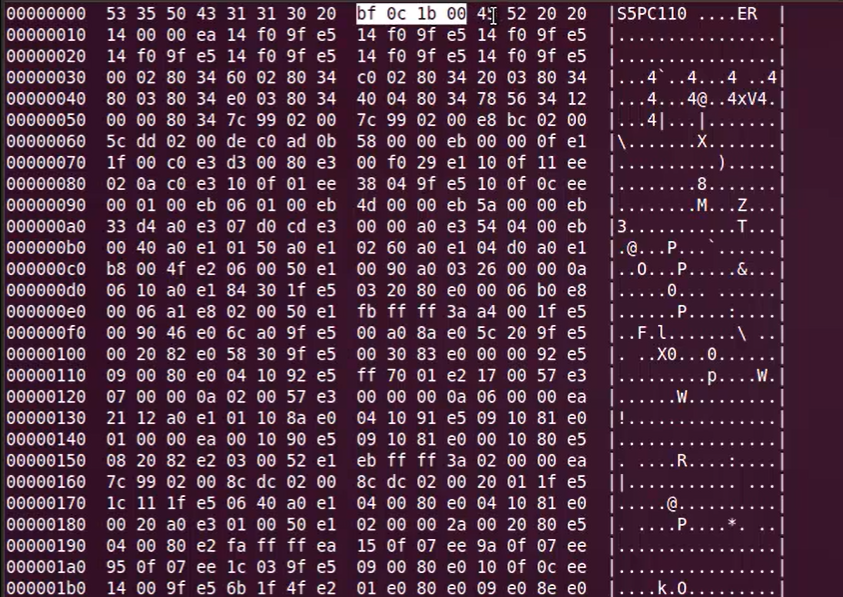 00000000 53 35 50 43 31 31 30 20 bf 0c 1b 00 45 52 20 20 |S5PC110 ....ER
00000010 14 00 00 ea 14 f0 9f e5 14 f0 9f e5 14 f0 9f e5 |................|
00000020 14 f0 9f e5 14 f0 9f e5 14 f0 9f e5 14 f0 9f e5 |................|
00000030 00 02 80 34 60 02 80 34 c0 02 80 34 20 03 80 34 |...4`..4...4 ..4|
00000040 80 03 80 34 e0 03 80 34 40 04 80 34 78 56 34 12 |...4...4@..4xV4.|
00000050 00 00 80 34 7c 99 02 00 7c 99 02 00 e8 bc 02 00 |...4|...|.......|
00000060 5c dd 02 00 de c0 ad 0b 58 00 00 eb 00 00 0f e1 |\.......X.......|
00000070 1f 00 c0 e3 d3 00 80 e3 00 f0 29 e1 10 0f 11 ee |..........).....|
00000080 02 0a c0 e3 10 0f 01 ee 38 04 9f e5 10 0f 0c ee |........8.......|
00000090 00 01 00 eb 06 01 00 eb 4d 00 00 eb 5a 00 00 eb |........M...Z...|
000000a0 33 d4 a0 e3 07 d0 cd e3 00 00 a0 e3 54 04 00 eb |3...........T...|
000000b0 00 40 a0 e1 01 50 a0 e1 02 60 a0 e1 04 d0 a0 e1 |.@...P...`......|
000000c0 b8 00 4f e2 06 00 50 e1 00 90 a0 03 26 00 00 0a |..O...P.....&...|
000000d0 06 10 a0 e1 84 30 1f e5 03 20 80 e0 00 06 b0 e8 |.....0... ......|
000000e0 00 06 a1 e8 02 00 50 e1 fb ff ff 3a a4 00 1f e5 |......P....:....|
000000f0 00 90 46 e0 6c a0 9f e5 00 a0 8a e0 5c 20 9f e5 |..F.l.......\ ..|
00000100 00 20 82 e0 58 30 9f e5 00 30 83 e0 00 00 92 e5 |. ..X0...0......|
00000110 09 00 80 e0 04 10 92 e5 ff 70 01 e2 17 00 57 e3 |.........p....W.|
00000120 07 00 00 0a 02 00 57 e3 00 00 00 0a 06 00 00 ea |......W.........|
00000130 21 12 a0 e1 01 10 8a e0 04 10 91 e5 09 10 81 e0 |!...............|
00000140 01 00 00 ea 00 10 90 e5 09 10 81 e0 00 10 80 e5 |................|
00000150 08 20 82 e2 03 00 52 e1 eb ff ff 3a 02 00 00 ea |. ....R....:....|
00000160 7c 99 02 00 8c dc 02 00 8c dc 02 00 20 01 1f e5 ||........... ...|
00000170 1c 11 1f e5 06 40 a0 e1 04 00 80 e0 04 10 81 e0 |.....@..........|
00000180 00 20 a0 e3 01 00 50 e1 02 00 00 2a 00 20 80 e5 |. ....P....*. ..|
00000190 04 00 80 e2 fa ff ff ea 15 0f 07 ee 9a 0f 07 ee |................|
000001a0 95 0f 07 ee 1c 03 9f e5 09 00 80 e0 10 0f 0c ee |................|
000001b0 14 00 9f e5 6b 1f 4f e2 01 e0 80 e0 09 e0 8e e0 |....k.O.........|